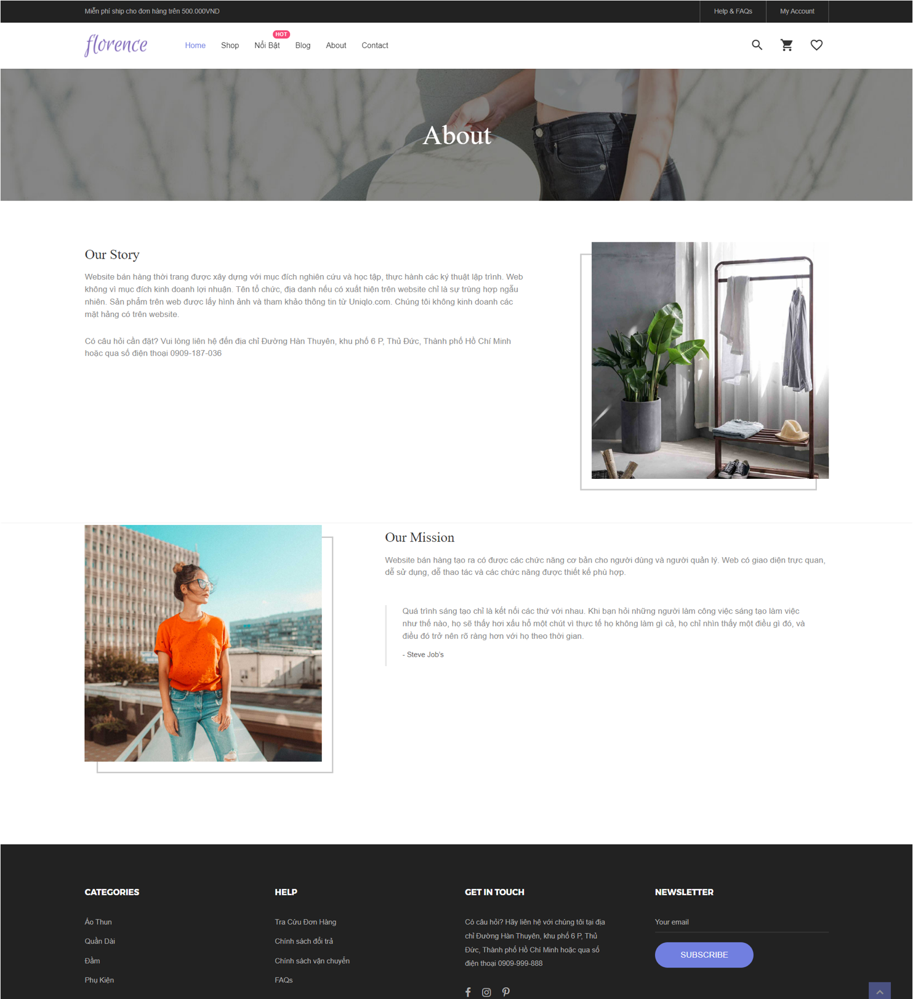 Miễn phí ship cho đơn hàng trên 500.000VND
Help & FAQs
My Account
florence
Home
Shop
Nổi Bật
HOT
Blog
About
Contact
About
Our Story
Website bán hàng thời trang được xây dựng với mục đích nghiên cứu và học tập, thực hành các kỹ thuật lập trình. Web
không vì mục đích kinh doanh lợi nhuận. Tên tổ chức, địa danh nếu có xuất hiện trên website chỉ là sự trùng hợp ngẫu
nhiên. Sản phẩm trên web được lấy hình ảnh và tham khảo thông tin từ Uniqlo.com. Chúng tôi không kinh doanh các
mặt hàng có trên website.
Có câu hỏi cần đặt? Vui lòng liên hệ đến địa chỉ Đường Hàn Thuyên, khu phố 6 P, Thủ Đức, Thành phố Hồ Chí Minh
hoặc qua số điện thoại 0909-187-036
Our Mission
Website bán hàng tạo ra có được các chức năng cơ bản cho người dùng và người quản lý. Web có giao diện trực quan,
dễ sử dụng, dễ thao tác và các chức năng được thiết kế phù hợp.
Quá trình sáng tạo chỉ là kết nối các thứ với nhau. Khi bạn hỏi những người làm công việc sáng tạo làm việc
như thế nào, họ sẽ thấy hơi xấu hổ một chút vì thực tế họ không làm gì cả, họ chỉ nhìn thấy một điều gì đó, và
điều đó trở nên rõ ràng hơn với họ theo thời gian.
- Steve Job's
CATEGORIES
Áo Thun
Quần Dài
Đầm
Phụ Kiện
HELP
Tra Cứu Đơn Hàng
Chính sách đổi trả
Chính sách vận chuyển
FAQs
GET IN TOUCH
Có câu hỏi? Hãy liên hệ với chúng tôi tại địa
chỉ Đường Hàn Thuyên, khu phố 6 P, Thủ
Đức, Thành phố Hồ Chí Minh hoặc qua số
điện thoại 0909-999-888
NEWSLETTER
Your email
SUBSCRIBE